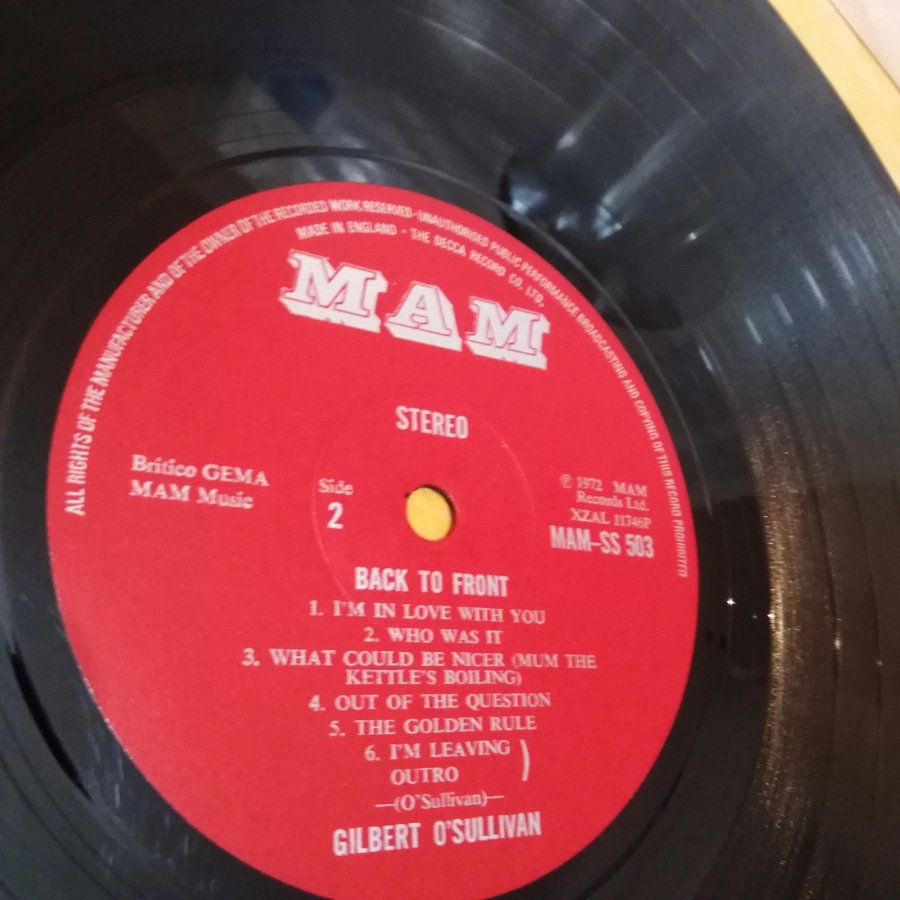 ALL RIGHTS OF THE MANUFACTURER AND OF THE OWNER OF THE RECORDED WORK RESERVED · UNAUTHORISED PUBLIC PERFORMANCE BROADCASTING AND COPYING OF THIS RECORD PROHIBITED
MADE IN ENGLAND · THE DECCA RECORD CO. LTD.
MAM
STEREO
Britico GEMA
MAM Music
Side
2
℗ 1972 MAM
Records Ltd.
XZAL 11746P
MAM–SS 503
BACK TO FRONT
1. I'M IN LOVE WITH YOU
2. WHO WAS IT
3. WHAT COULD BE NICER (MUM THE
KETTLE'S BOILING)
4. OUT OF THE QUESTION
5. THE GOLDEN RULE
6. I'M LEAVING )
OUTRO
—(O'Sullivan)—
GILBERT O'SULLIVAN